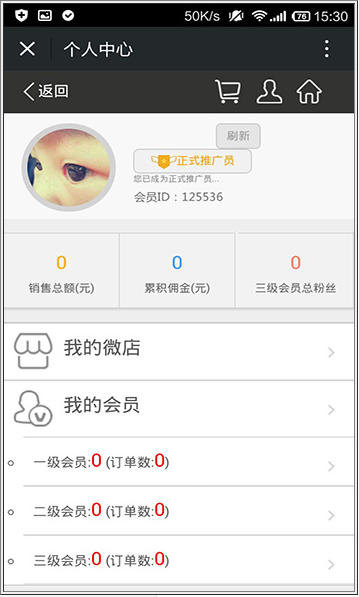 50K/s 76 15:30
个人中心
返回
刷新
正式推广员
您已成为正式推广员...
会员ID：125536
0 0 0
销售总额(元) 累积佣金(元) 三级会员总粉丝
我的微店
我的会员
一级会员:0 (订单数:0)
二级会员:0 (订单数:0)
三级会员:0 (订单数:0)